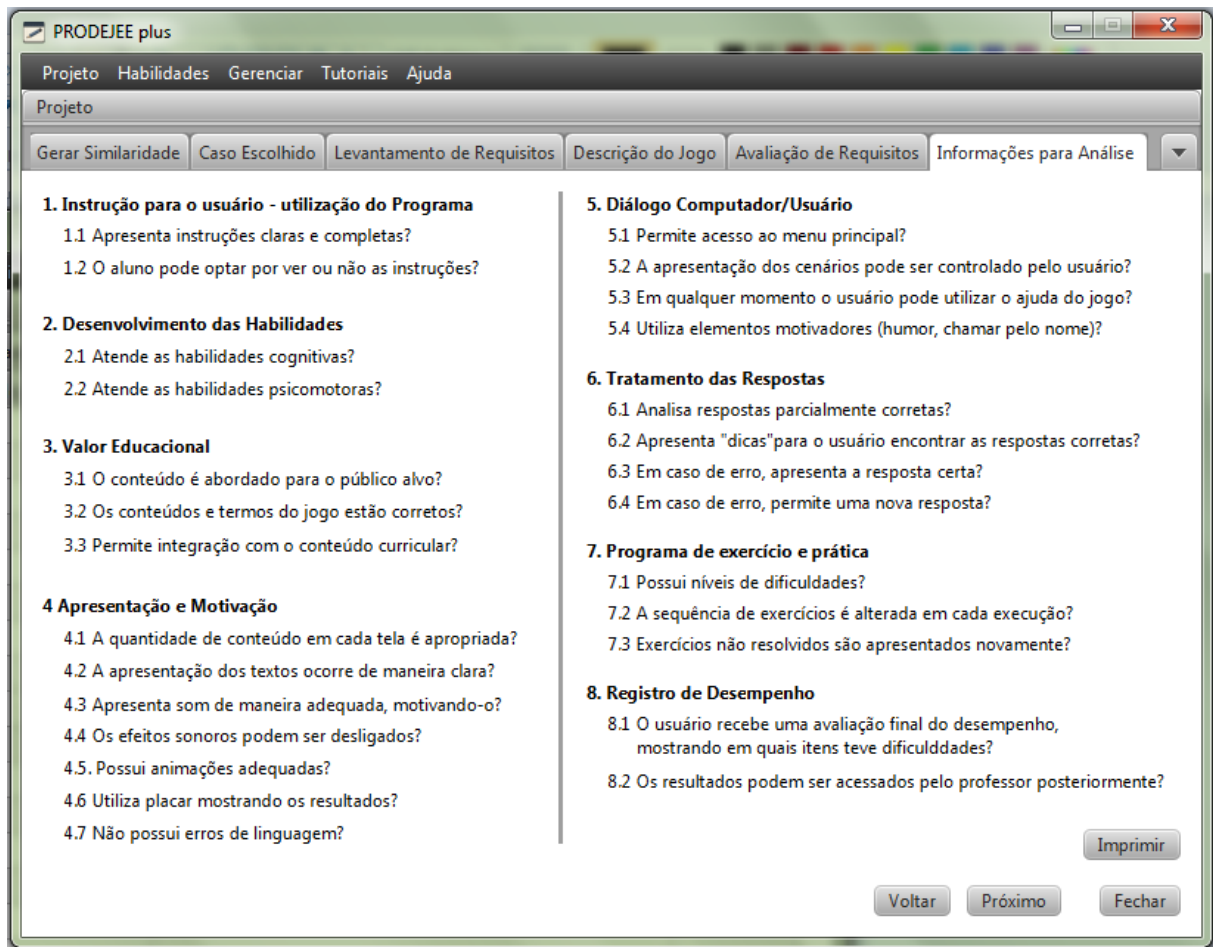 PRODEJEE plus
Projeto Habilidades Gerenciar Tutoriais Ajuda
Projeto
Gerar Similaridade Caso Escolhido Levantamento de Requisitos Descrição do Jogo Avaliação de Requisitos Informações para Análise
1. Instrução para o usuário - utilização do Programa
1.1 Apresenta instruções claras e completas?
1.2 O aluno pode optar por ver ou não as instruções?
2. Desenvolvimento das Habilidades
2.1 Atende as habilidades cognitivas?
2.2 Atende as habilidades psicomotoras?
3. Valor Educacional
3.1 O conteúdo é abordado para o público alvo?
3.2 Os conteúdos e termos do jogo estão corretos?
3.3 Permite integração com o conteúdo curricular?
4 Apresentação e Motivação
4.1 A quantidade de conteúdo em cada tela é apropriada?
4.2 A apresentação dos textos ocorre de maneira clara?
4.3 Apresenta som de maneira adequada, motivando-o?
4.4 Os efeitos sonoros podem ser desligados?
4.5. Possui animações adequadas?
4.6 Utiliza placar mostrando os resultados?
4.7 Não possui erros de linguagem?
5. Diálogo Computador/Usuário
5.1 Permite acesso ao menu principal?
5.2 A apresentação dos cenários pode ser controlado pelo usuário?
5.3 Em qualquer momento o usuário pode utilizar o ajuda do jogo?
5.4 Utiliza elementos motivadores (humor, chamar pelo nome)?
6. Tratamento das Respostas
6.1 Analisa respostas parcialmente corretas?
6.2 Apresenta "dicas"para o usuário encontrar as respostas corretas?
6.3 Em caso de erro, apresenta a resposta certa?
6.4 Em caso de erro, permite uma nova resposta?
7. Programa de exercício e prática
7.1 Possui níveis de dificuldades?
7.2 A sequência de exercícios é alterada em cada execução?
7.3 Exercícios não resolvidos são apresentados novamente?
8. Registro de Desempenho
8.1 O usuário recebe uma avaliação final do desempenho,
mostrando em quais itens teve dificulddades?
8.2 Os resultados podem ser acessados pelo professor posteriormente?
Imprimir
Voltar Próximo Fechar